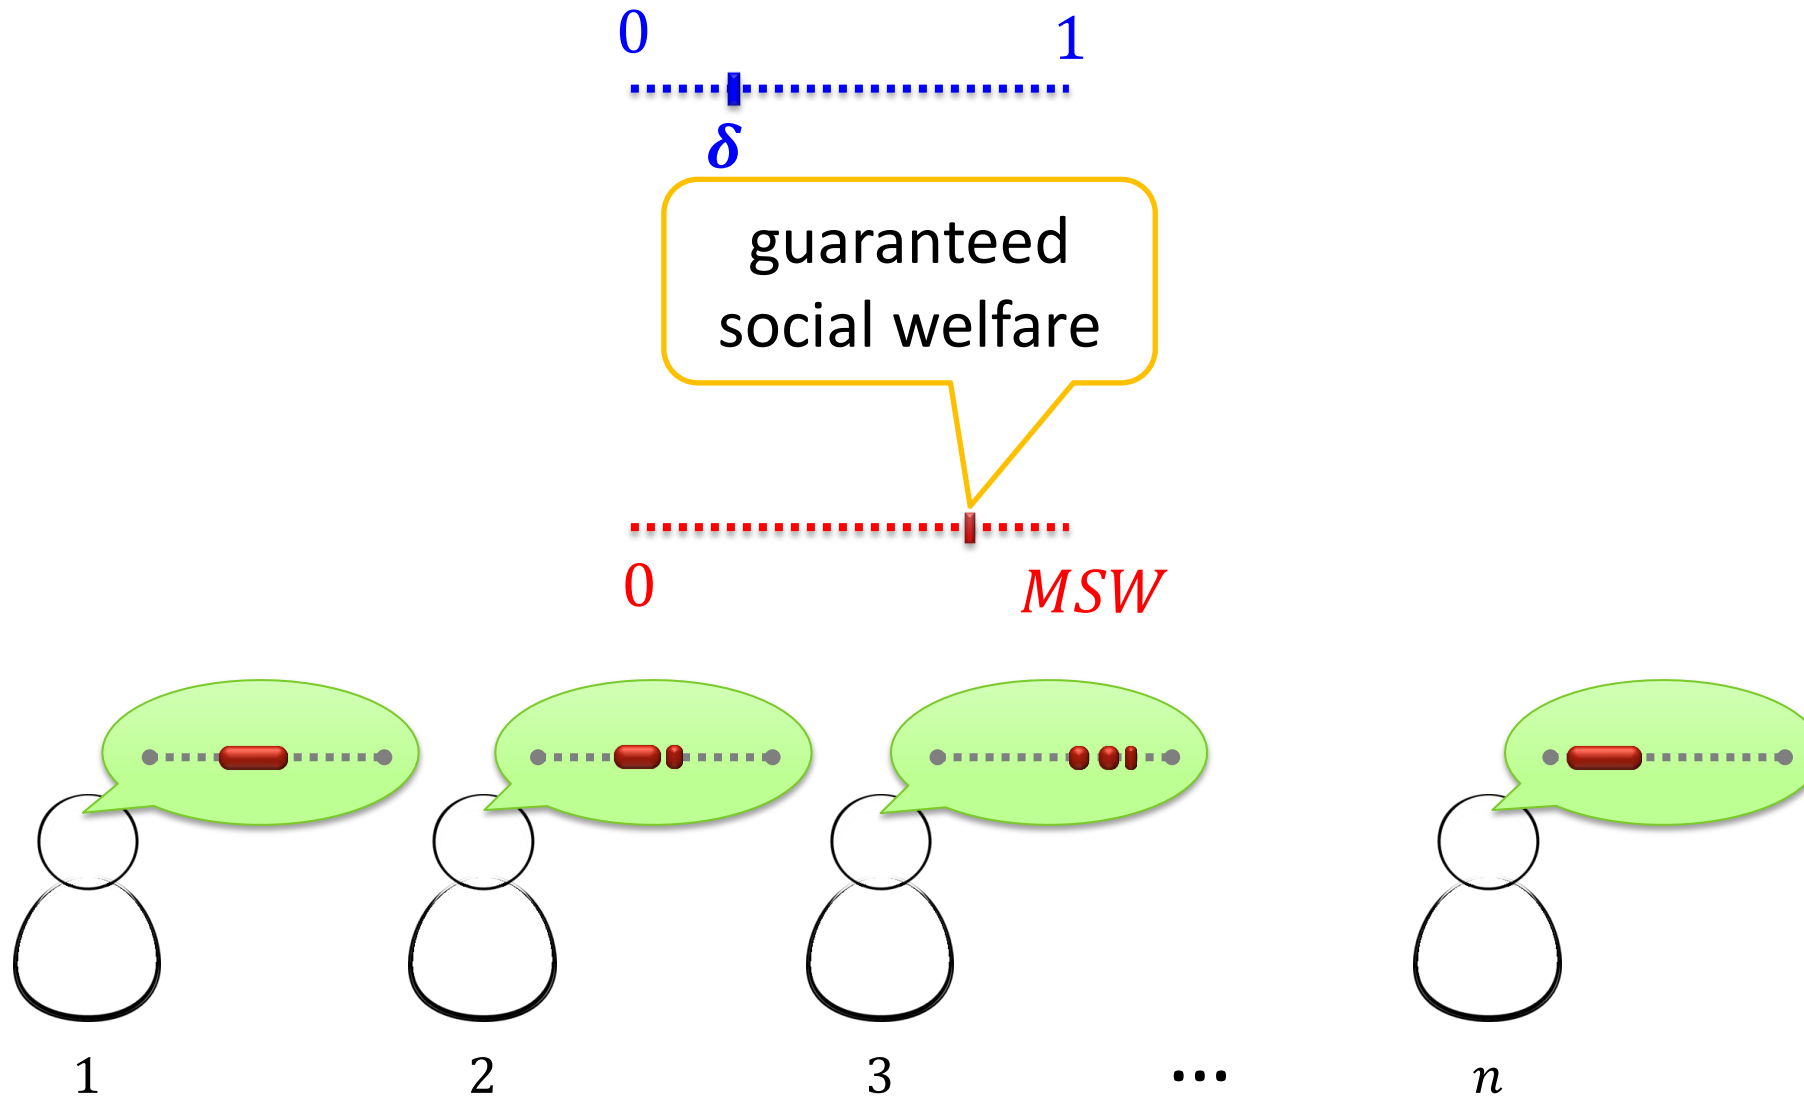 0 1
δ
guaranteed
social welfare
0 MSW
1 2 3 ... n